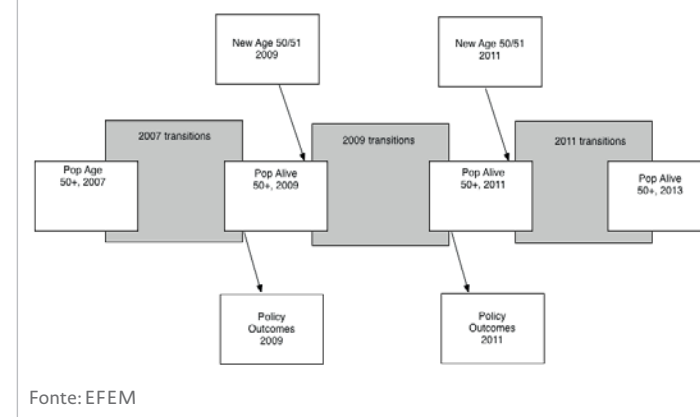 New Age 50/51
2009
New Age 50/51
2011
2007 transitions
2009 transitions
2011 transitions
Pop Age
50+, 2007
Pop Alive
50+, 2009
Pop Alive
50+, 2011
Pop Alive
50+, 2013
Policy
Outcomes
2009
Policy
Outcomes
2011
Fonte: EFEM